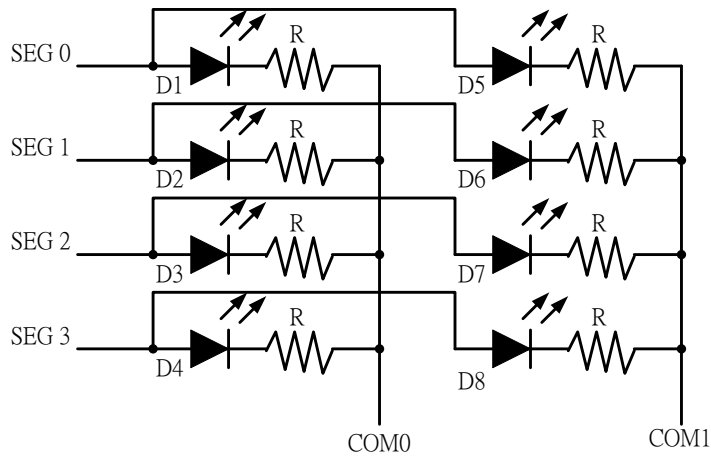 R R
SEG 0
D1 D5
R R
SEG 1
D2 D6
R R
SEG 2
D3 D7
R R
SEG 3
D4 D8
COM0 COM1